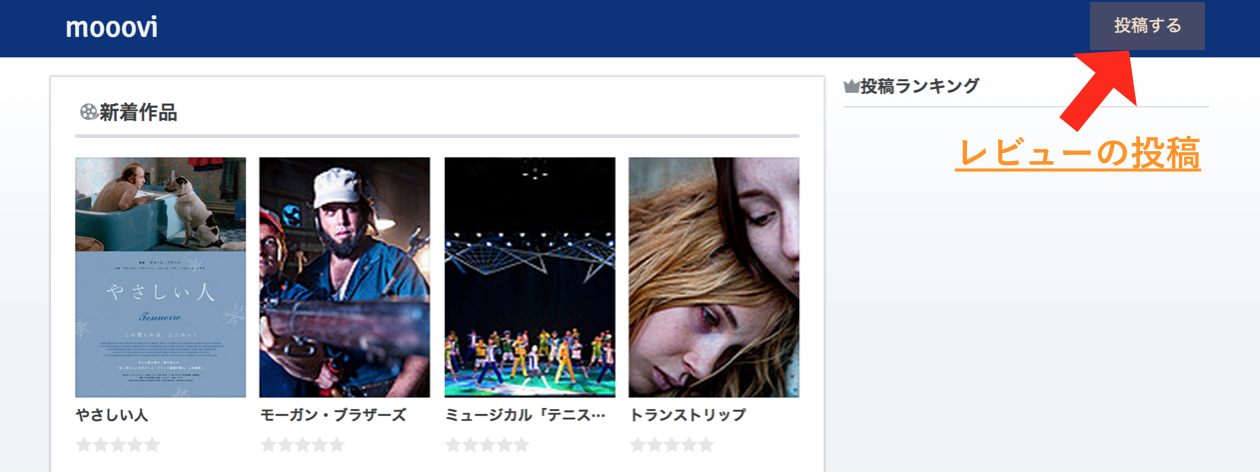 mooovi
投稿する
新着作品
投稿ランキング
レビューの投稿
やさしい人
Tonnerre
やさしい人
モーガン・ブラザーズ
ミュージカル「テニス…
トランストリップ